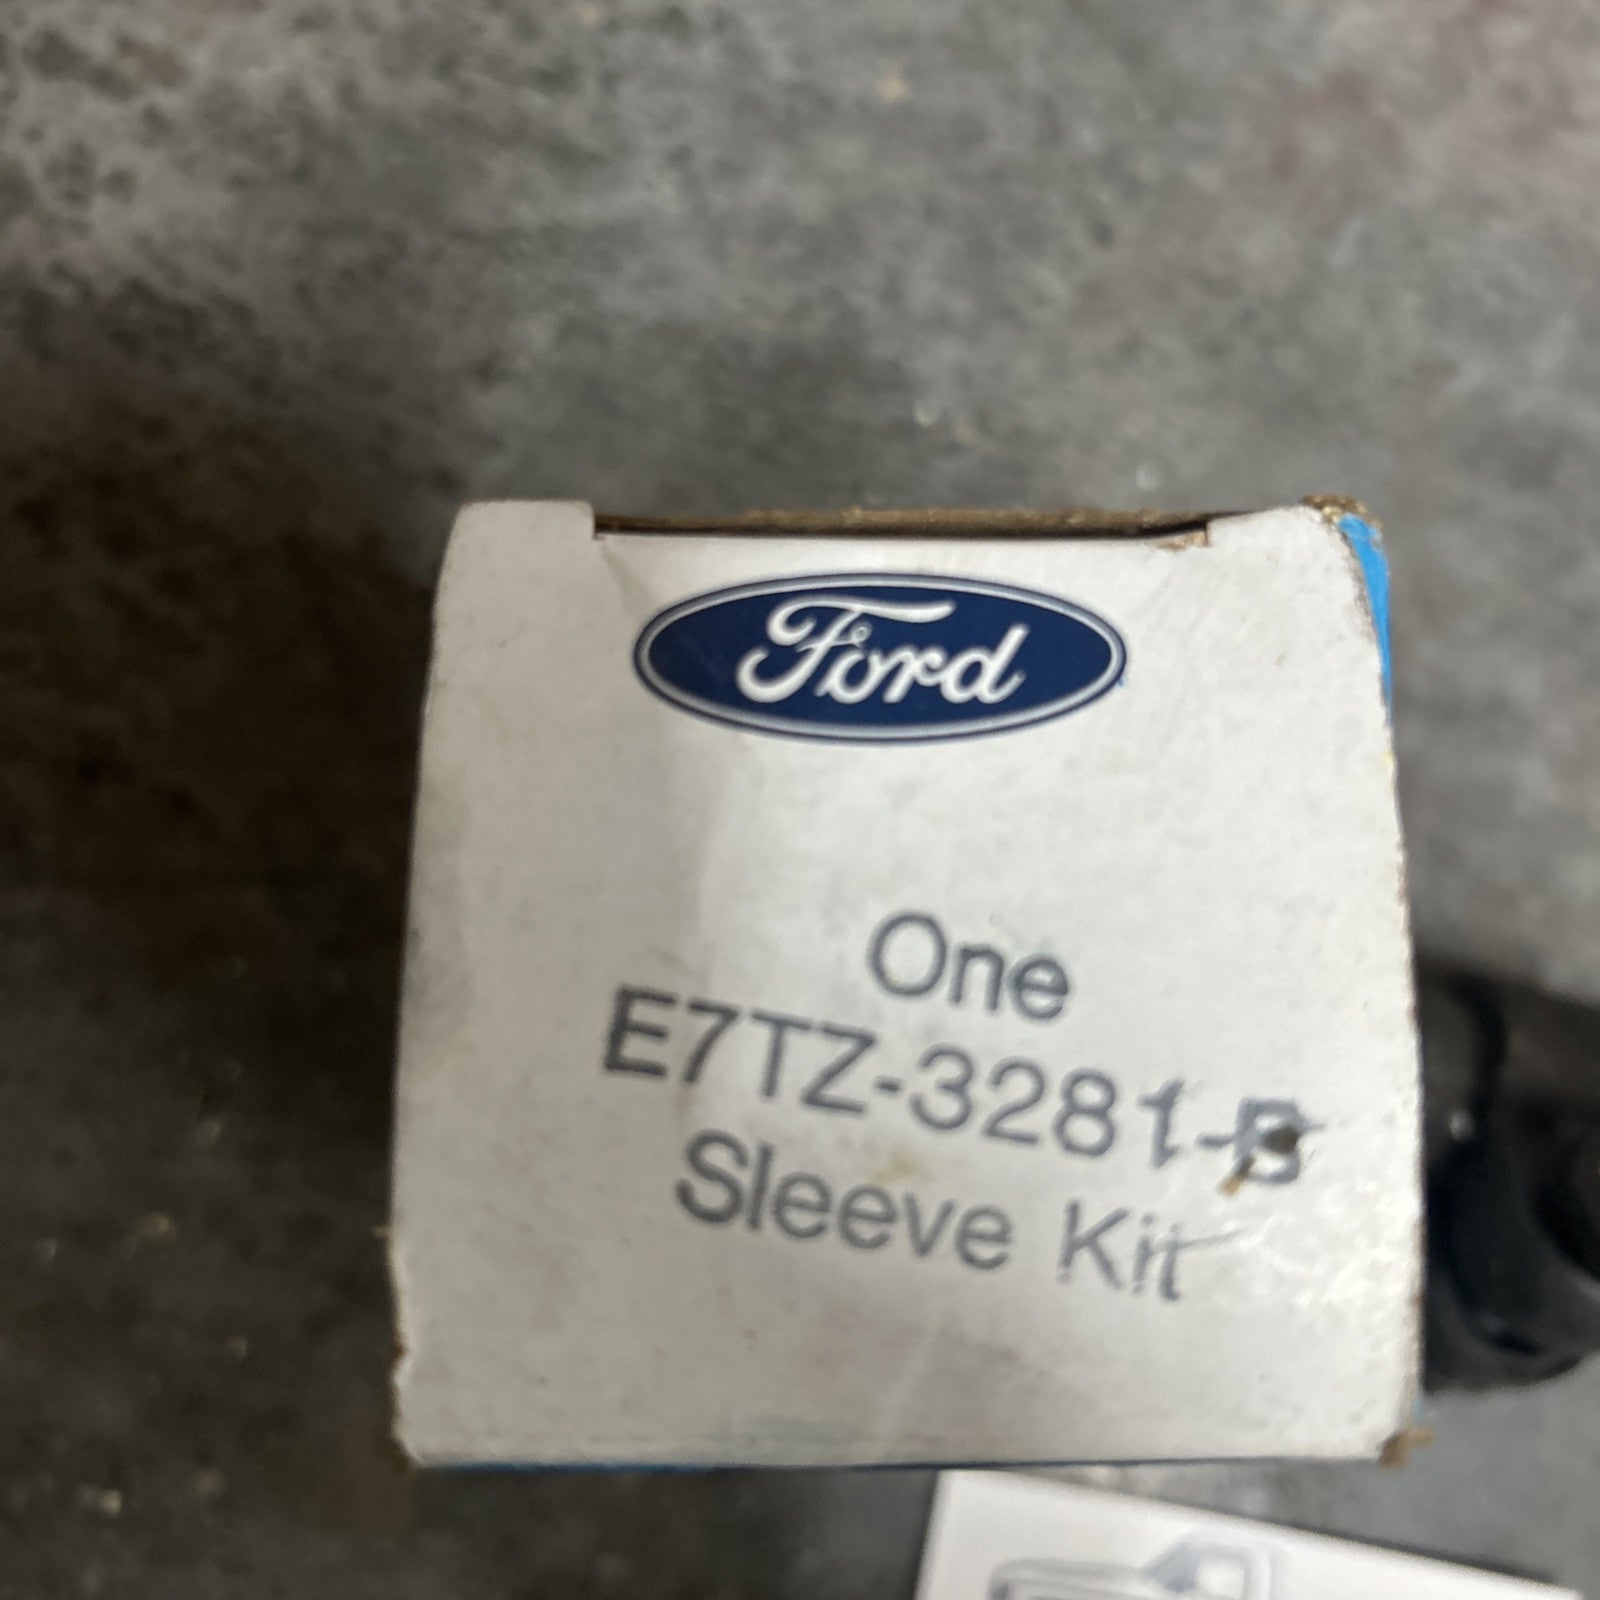 Ford
One
E7TZ-3281-B
Sleeve Kit